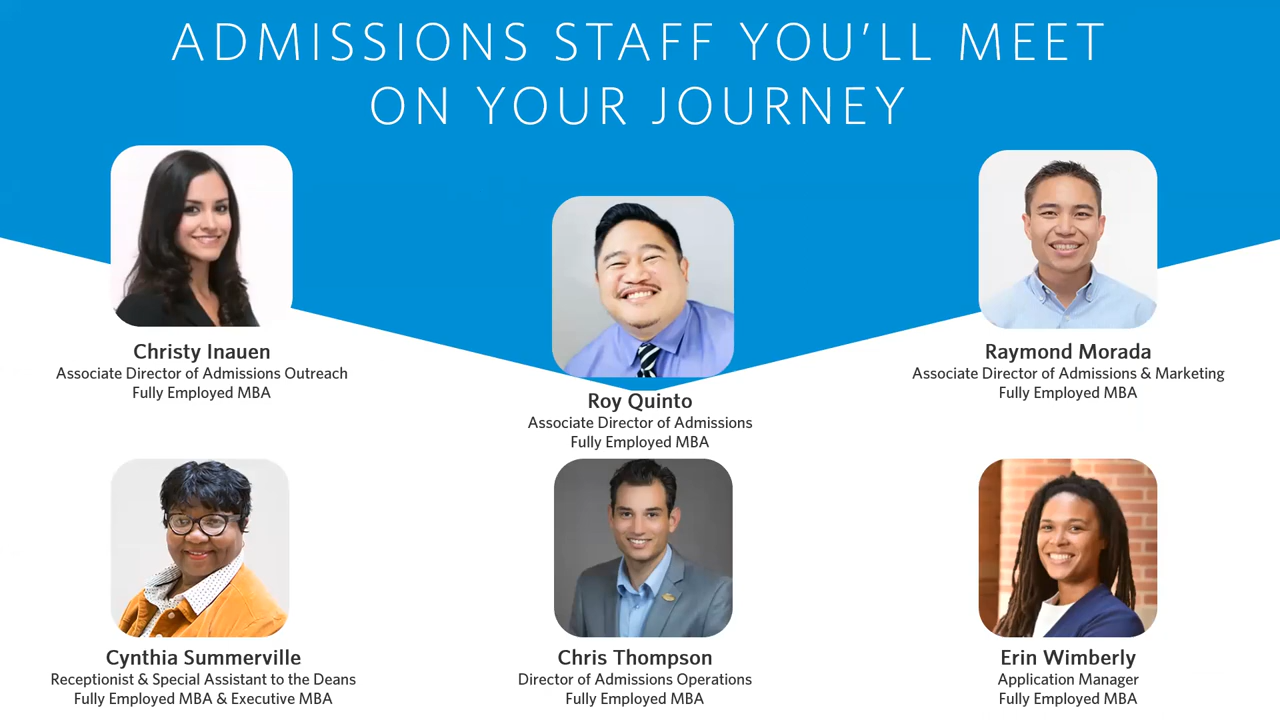 ADMISSIONS STAFF YOU’LL MEET
ON YOUR JOURNEY
Christy Inauen
Associate Director of Admissions Outreach
Fully Employed MBA
Roy Quinto
Associate Director of Admissions
Fully Employed MBA
Raymond Morada
Associate Director of Admissions & Marketing
Fully Employed MBA
Cynthia Summerville
Receptionist & Special Assistant to the Deans
Fully Employed MBA & Executive MBA
Chris Thompson
Director of Admissions Operations
Fully Employed MBA
Erin Wimberly
Application Manager
Fully Employed MBA